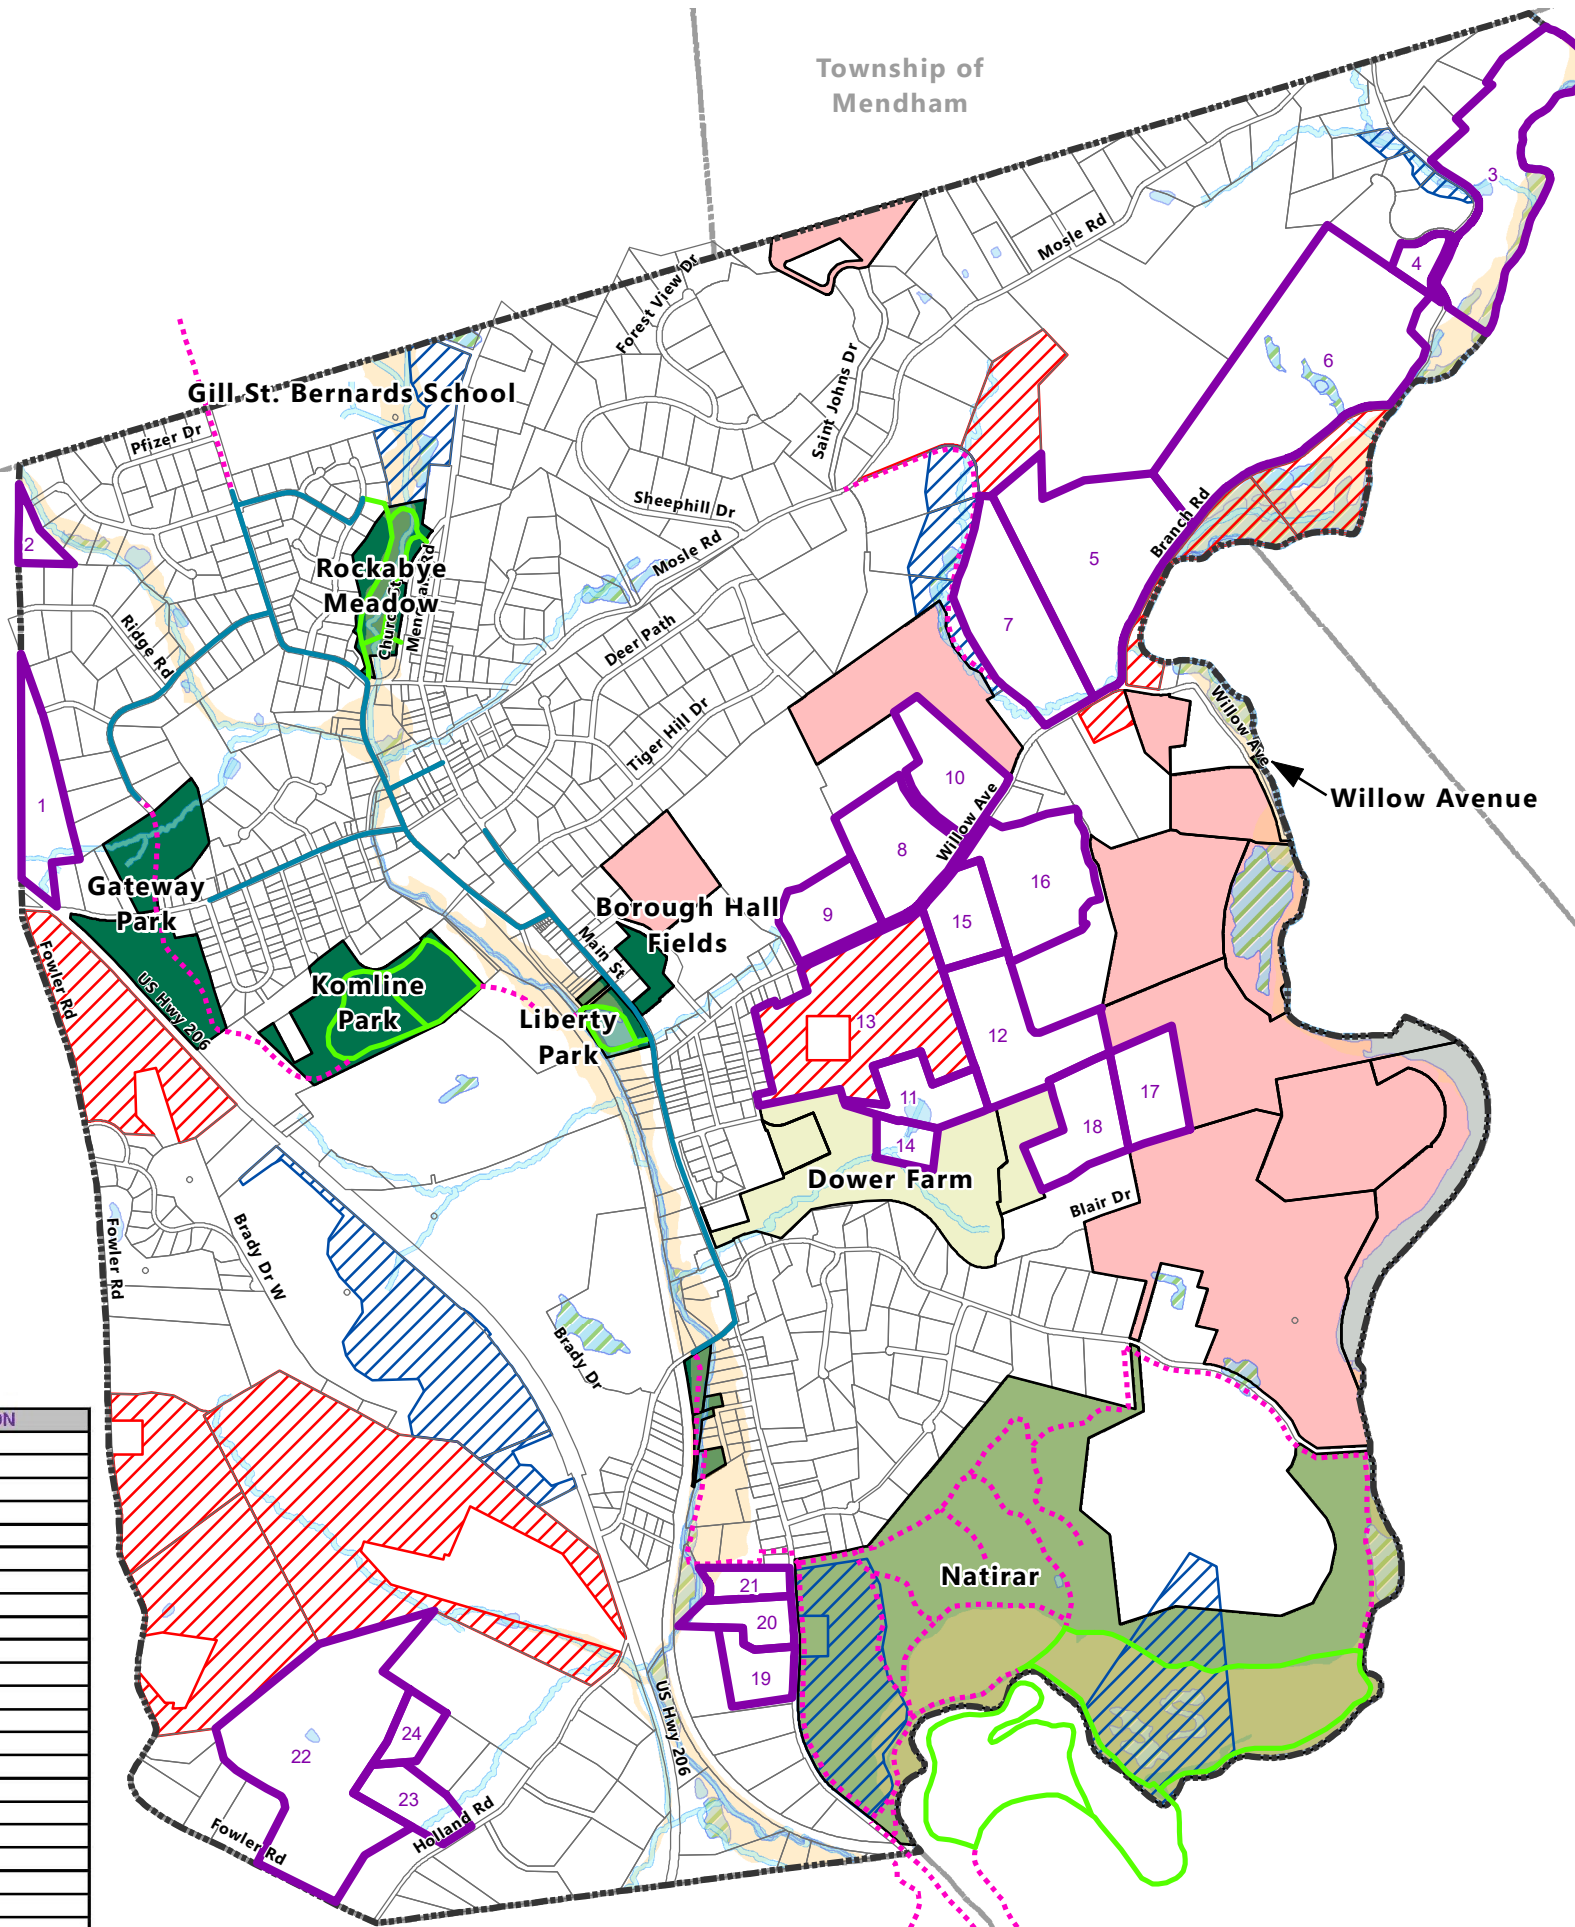 Township of
Mendham
3
Mosle Rd
4
Forest View Dr
6
Saint Johns Dr
Gill St. Bernards School
Pfizer Dr
Sheephill Dr
Branch Rd
2
Mosle Rd
5
Rockabye
Meadow
7
Ridge Rd
Deer Path
Tiger Hill Dr
Willow Ave
10
Willow Avenue
1
Willow Ave
8
16
Gateway
Park
Borough Hall
Fields
9
15
Main St
Fowler Rd
US Hwy 206
Komline
Park
Liberty
Park
13
12
11
17
18
14
Dower Farm
Blair Dr
Fowler Rd
Brady Dr W
Brady Dr
ON
Natirar
21
20
19
US Hwy 206
24
22
23
Holland Rd
Fowler Rd